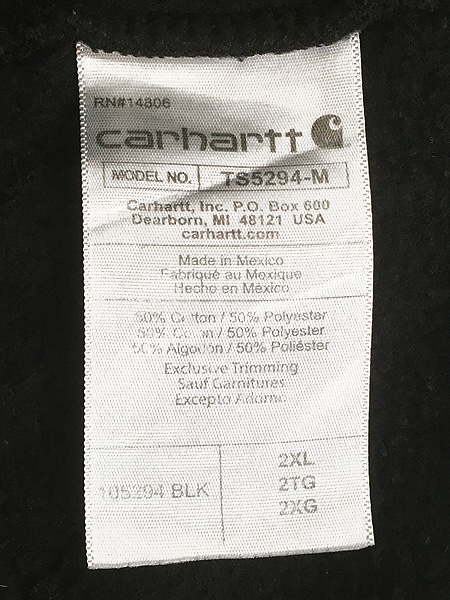 RN#14806
carhartt
MODEL NO. TS5294-M
Carhartt, Inc. P.O. Box 600
Dearborn, MI 48121 USA
carhartt.com
Made in Mexico
Fabriqué au Mexique
Hecho en México
50% Cotton / 50% Polyester
50% Coton / 50% Polyester
50% Algodon / 50% Poliéster
Exclusive Trimming
Sauf Garnitures
Excepto Adorno
105294 BLK
2XL
2TG
2XG